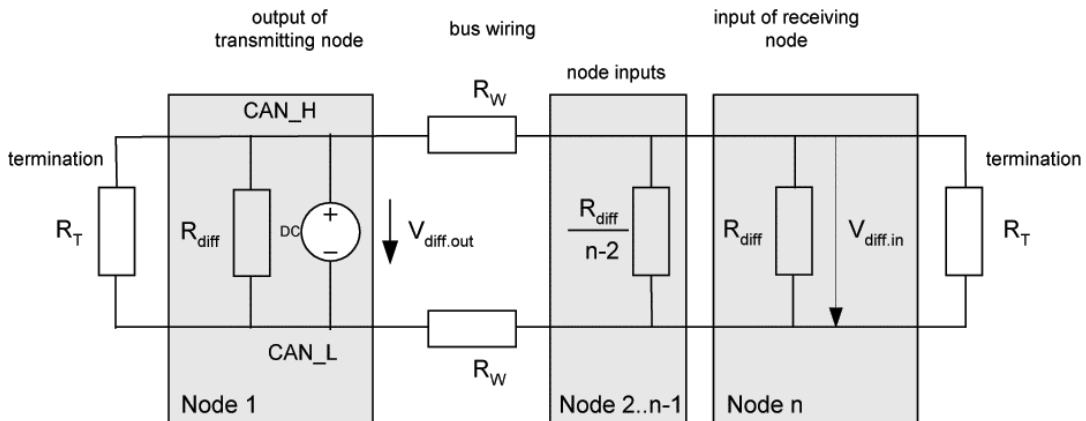 output of
transmitting node
bus wiring
input of receiving
node
node inputs
R_W
CAN_H
termination
termination
R_T
R_diff
DC
+
−
V_diff.out
R_diff
n-2
R_diff
V_diff.in
R_T
CAN_L
R_W
Node 1
Node 2..n-1
Node n